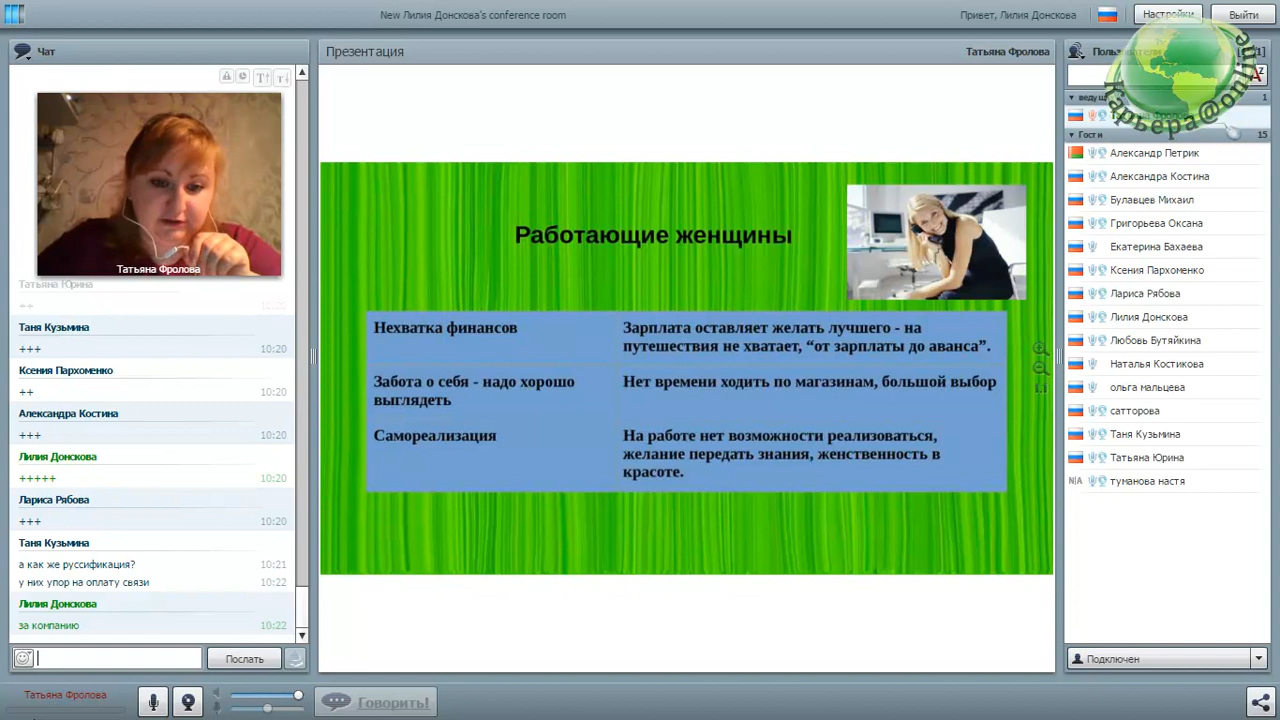 New Лилия Донскова's conference room
Привет, Лилия Донскова
Настройки
Выйти
Чат
Татьяна Фролова
Татьяна Юрина
++
Таня Кузьмина
+++ 10:20
Ксения Пархоменко
++ 10:20
Александра Костина
+++ 10:20
Лилия Донскова
+++++ 10:20
Лариса Рябова
+++ 10:20
Таня Кузьмина
а как же руссификация? 10:21
у них упор на оплату связи 10:22
Лилия Донскова
за компанию 10:22
Послать
Татьяна Фролова
Говорить!
Презентация
Татьяна Фролова
Работающие женщины
Нехватка финансов
Зарплата оставляет желать лучшего - на
путешествия не хватает, “от зарплаты до аванса”.
Забота о себя - надо хорошо
выглядеть
Нет времени ходить по магазинам, большой выбор
Самореализация
На работе нет возможности реализоваться,
желание передать знания, женственность в
красоте.
1:1
Карьера@online
Гости 15
Александр Петрик
Александра Костина
Булавцев Михаил
Григорьева Оксана
Екатерина Бахаева
Ксения Пархоменко
Лариса Рябова
Лилия Донскова
Любовь Бутяйкина
Наталья Костикова
ольга мальцева
сатторова
Таня Кузьмина
Татьяна Юрина
N/A туманова настя
Подключен